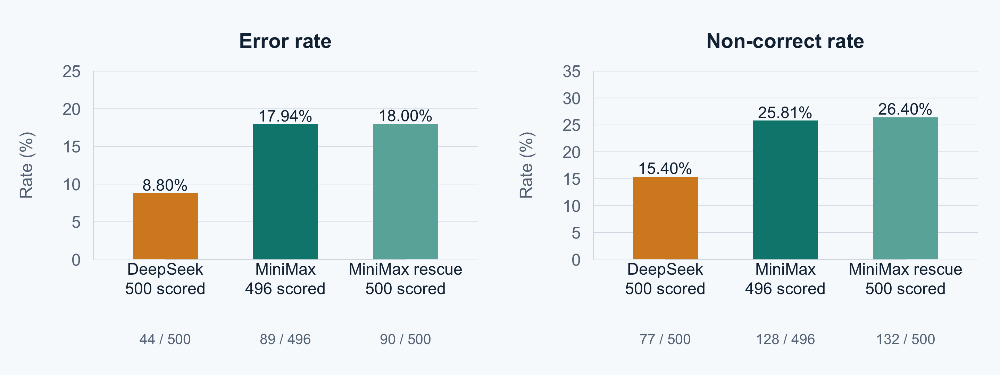 Error rate
25
20
15
10
5
0
Rate (%)
8.80%
17.94%
18.00%
DeepSeek
500 scored
MiniMax
496 scored
MiniMax rescue
500 scored
44 / 500
89 / 496
90 / 500
Non-correct rate
35
30
25
20
15
10
5
0
Rate (%)
15.40%
25.81%
26.40%
DeepSeek
500 scored
MiniMax
496 scored
MiniMax rescue
500 scored
77 / 500
128 / 496
132 / 500